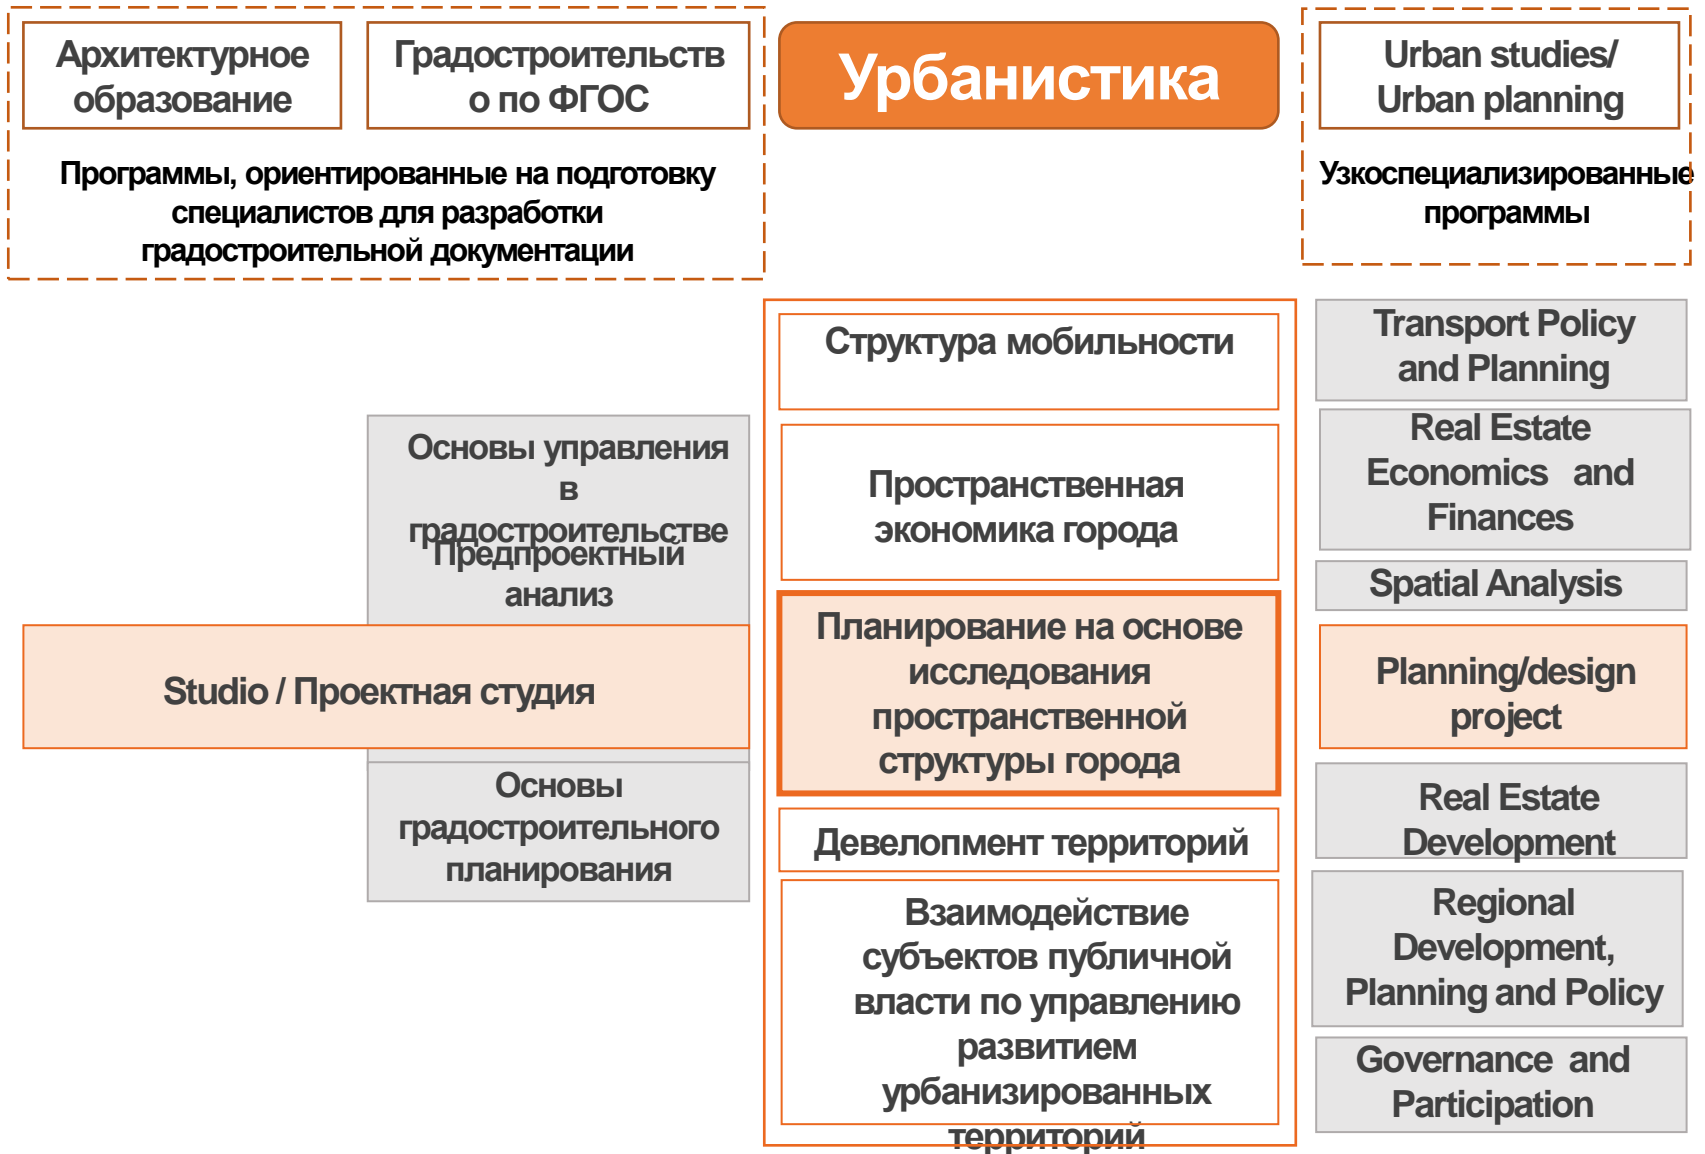 Архитектурное
образование
Градостроительств
о по ФГОС
Программы, ориентированные на подготовку
специалистов для разработки
градостроительной документации
Урбанистика
Urban studies/
Urban planning
Узкоспециализированные
программы
Основы управления
в
градостроительстве
Предпроектный
анализ
Studio / Проектная студия
Основы
градостроительного
планирования
Структура мобильности
Пространственная
экономика города
Планирование на основе
исследования
пространственной
структуры города
Девелопмент территорий
Взаимодействие
субъектов публичной
власти по управлению
развитием
урбанизированных
территорий
Transport Policy
and Planning
Real Estate
Economics and
Finances
Spatial Analysis
Planning/design
project
Real Estate
Development
Regional
Development,
Planning and Policy
Governance and
Participation